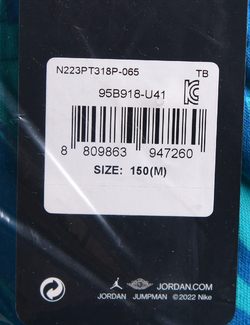 N223PT318P-065 TB
95B918-U41
8 809863 947260
SIZE: 150(M)
JORDAN.COM
JORDAN JUMPMAN ©2022 Nike